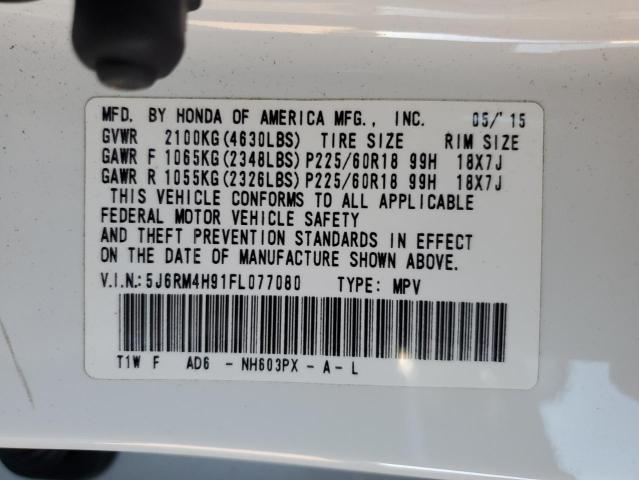 MFD. BY HONDA OF AMERICA MFG., INC. 05/'15
GVWR 2100KG(4630LBS) TIRE SIZE RIM SIZE
GAWR F 1065KG(2348LBS)P225/60R18 99H 18X7J
GAWR R 1055KG(2326LBS)P225/60R18 99H 18X7J
THIS VEHICLE CONFORMS TO ALL APPLICABLE
FEDERAL MOTOR VEHICLE SAFETY
AND THEFT PREVENTION STANDARDS IN EFFECT
ON THE DATE OF MANUFACTURE SHOWN ABOVE.
V.I.N.:5J6RM4H91FL077080 TYPE: MPV
T1W F AD6 - NH603PX - A - L